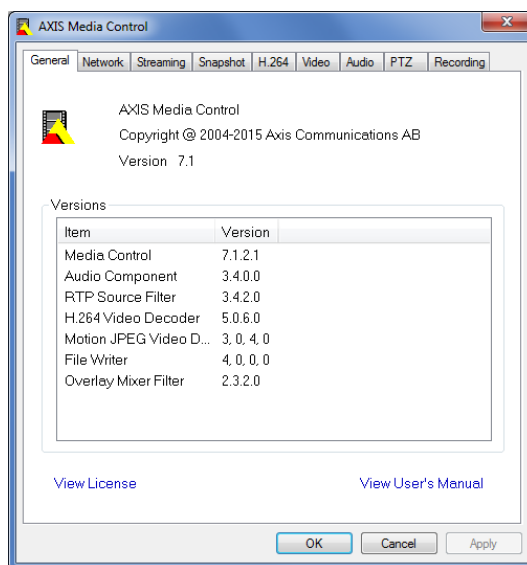 AXIS Media Control
General Network Streaming Snapshot H.264 Video Audio PTZ Recording
AXIS Media Control
Copyright @ 2004-2015 Axis Communications AB
Version 7.1
Versions
Item Version
Media Control 7.1.2.1
Audio Component 3.4.0.0
RTP Source Filter 3.4.2.0
H.264 Video Decoder 5.0.6.0
Motion JPEG Video D... 3, 0, 4, 0
File Writer 4, 0, 0, 0
Overlay Mixer Filter 2.3.2.0
View License View User's Manual
OK Cancel Apply